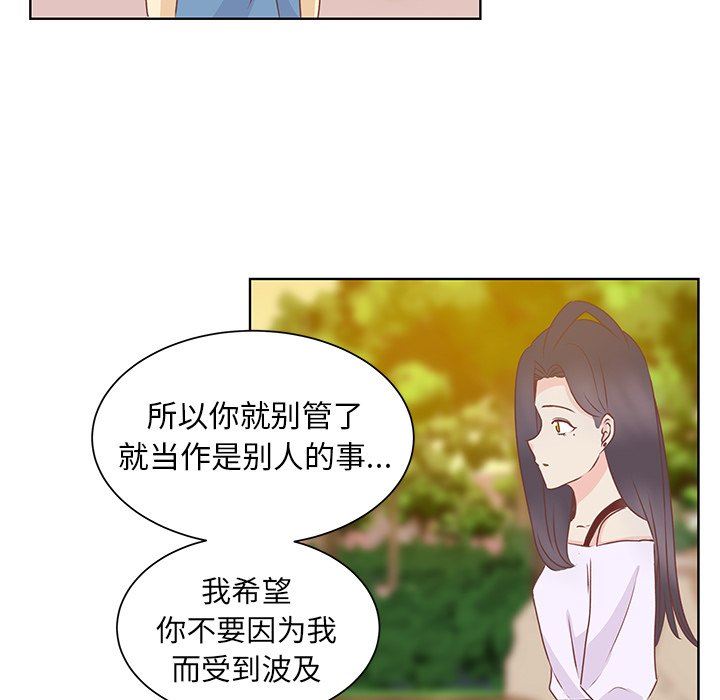 所以你就别管了
就当作是别人的事...
我希望
你不要因为我
而受到波及